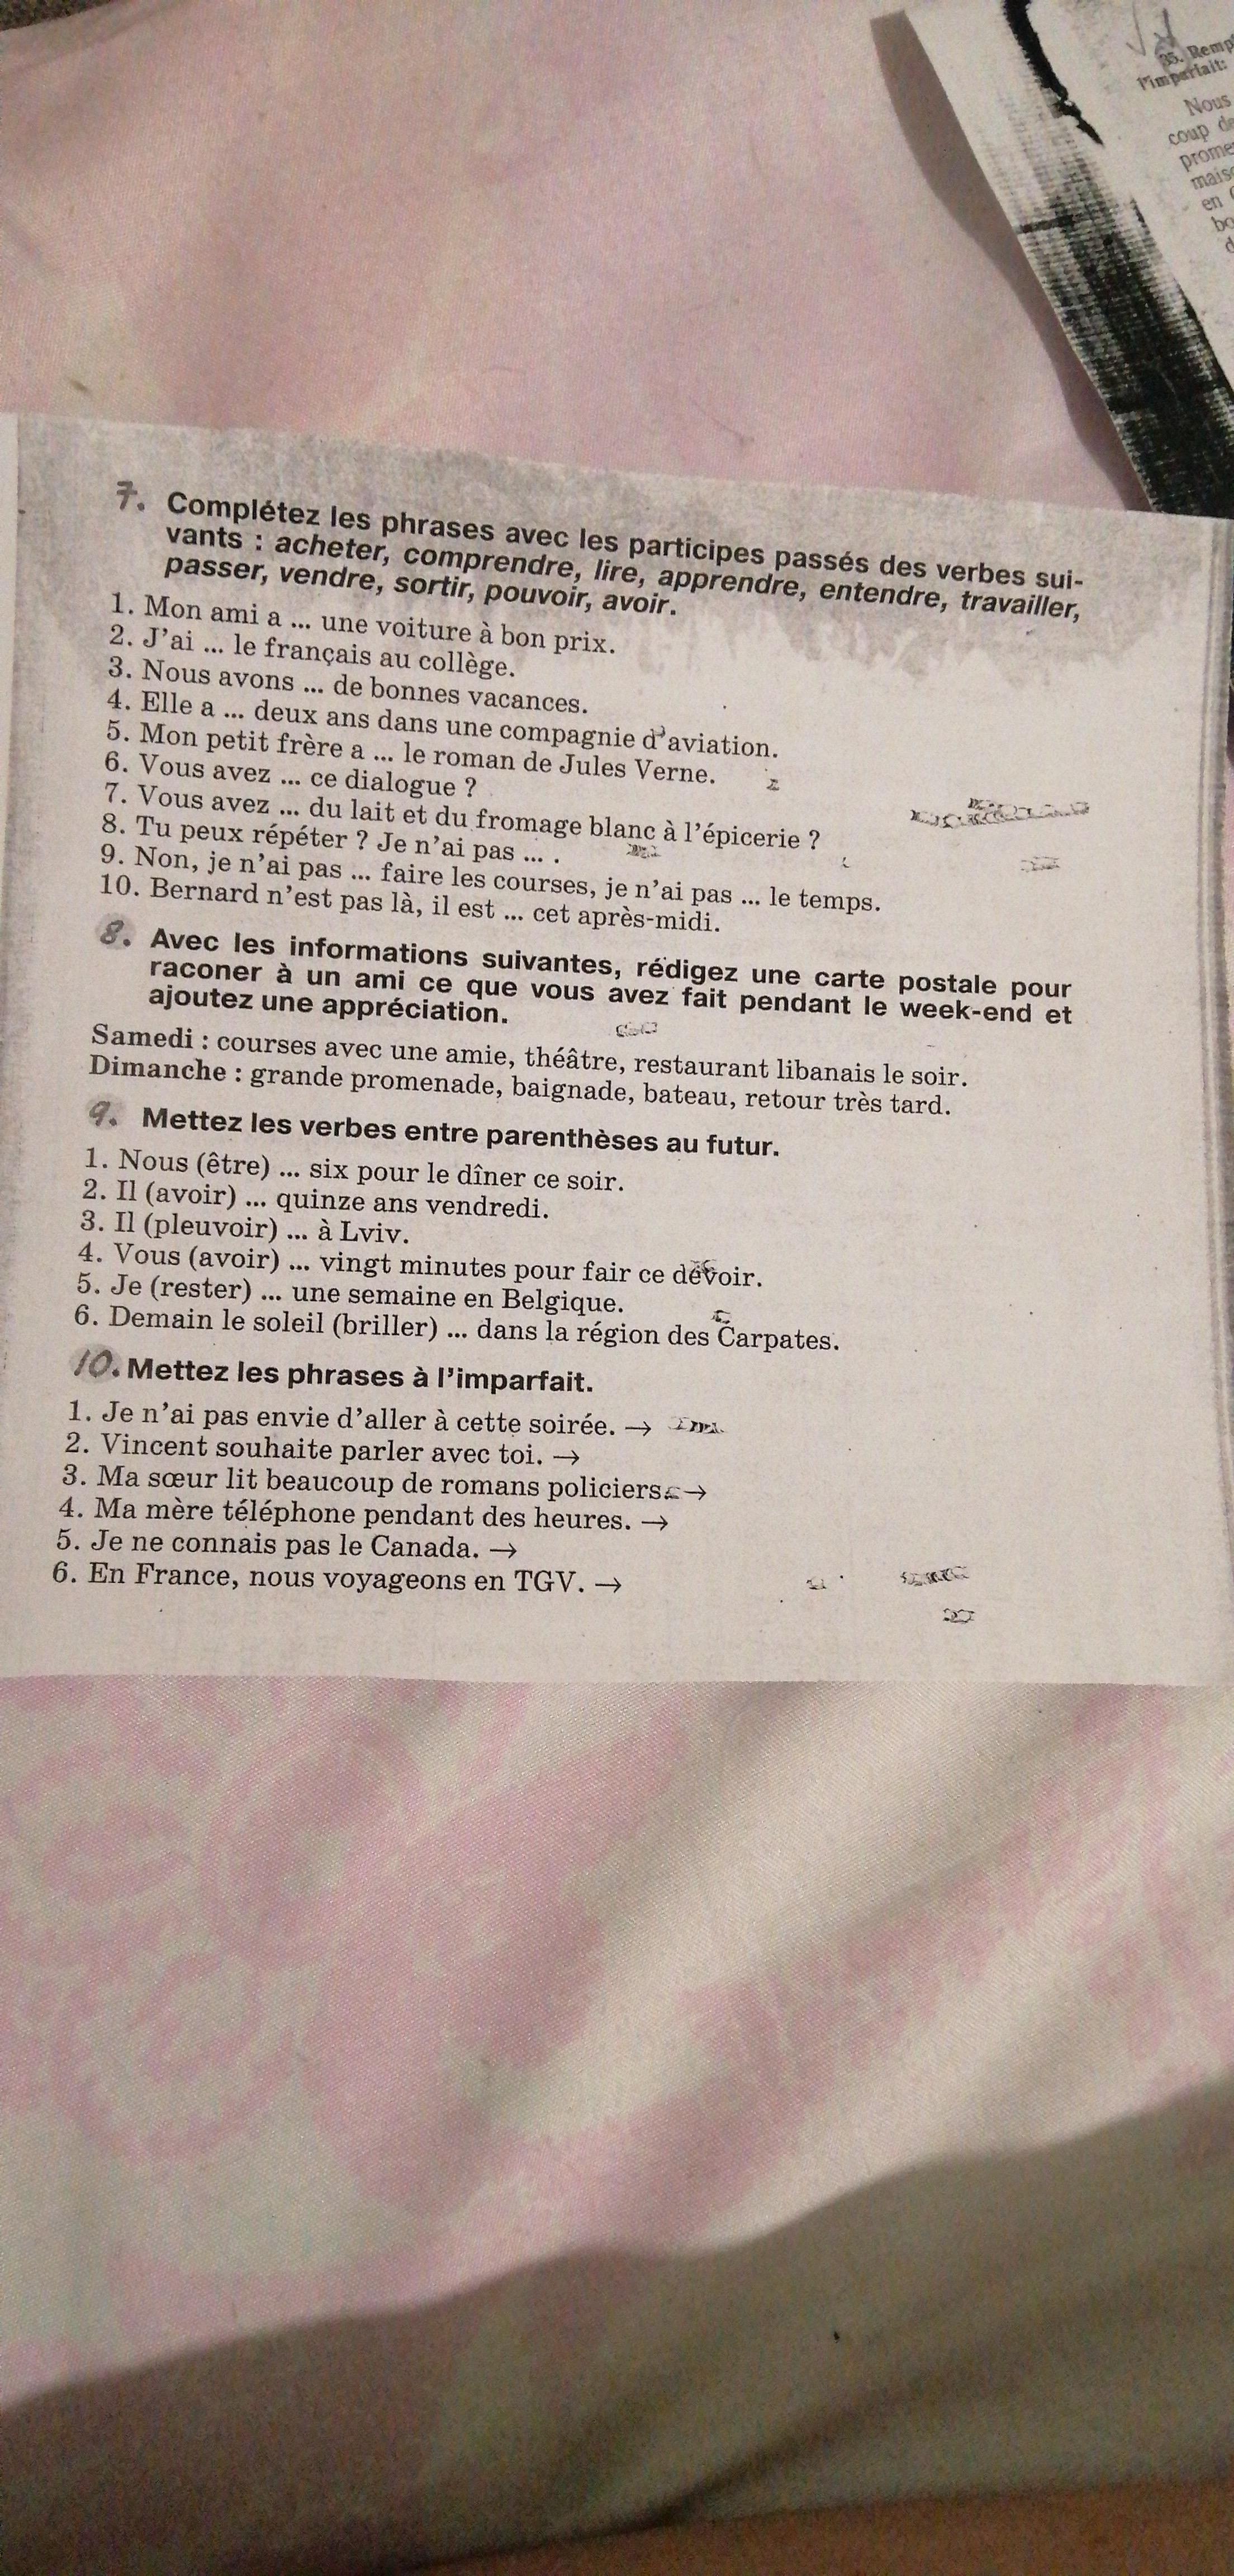 35. Remp
l'imparfait:
Nous
coup de
prome
mais
en
bo
d
7. Complétez les phrases avec les participes passés des verbes sui-
vants : acheter, comprendre, lire, apprendre, entendre, travailler,
passer, vendre, sortir, pouvoir, avoir.
1. Mon ami a ... une voiture à bon prix.
2. J'ai ... le français au collège.
3. Nous avons ... de bonnes vacances.
4. Elle a ... deux ans dans une compagnie d'aviation.
5. Mon petit frère a ... le roman de Jules Verne.
6. Vous avez ... ce dialogue ?
7. Vous avez ... du lait et du fromage blanc à l'épicerie ?
8. Tu peux répéter ? Je n'ai pas ... .
9. Non, je n'ai pas ... faire les courses, je n'ai pas ... le temps.
10. Bernard n'est pas là, il est ... cet après-midi.
8. Avec les informations suivantes, rédigez une carte postale pour
raconer à un ami ce que vous avez fait pendant le week-end et
ajoutez une appréciation.
Samedi : courses avec une amie, théâtre, restaurant libanais le soir.
Dimanche : grande promenade, baignade, bateau, retour très tard.
9. Mettez les verbes entre parenthèses au futur.
1. Nous (être) ... six pour le dîner ce soir.
2. Il (avoir) ... quinze ans vendredi.
3. Il (pleuvoir) ... à Lviv.
4. Vous (avoir) ... vingt minutes pour fair ce devoir.
5. Je (rester) ... une semaine en Belgique.
6. Demain le soleil (briller) ... dans la région des Carpates.
10. Mettez les phrases à l'imparfait.
1. Je n'ai pas envie d'aller à cette soirée. →
2. Vincent souhaite parler avec toi. →
3. Ma sœur lit beaucoup de romans policiers. →
4. Ma mère téléphone pendant des heures. →
5. Je ne connais pas le Canada. →
6. En France, nous voyageons en TGV. →